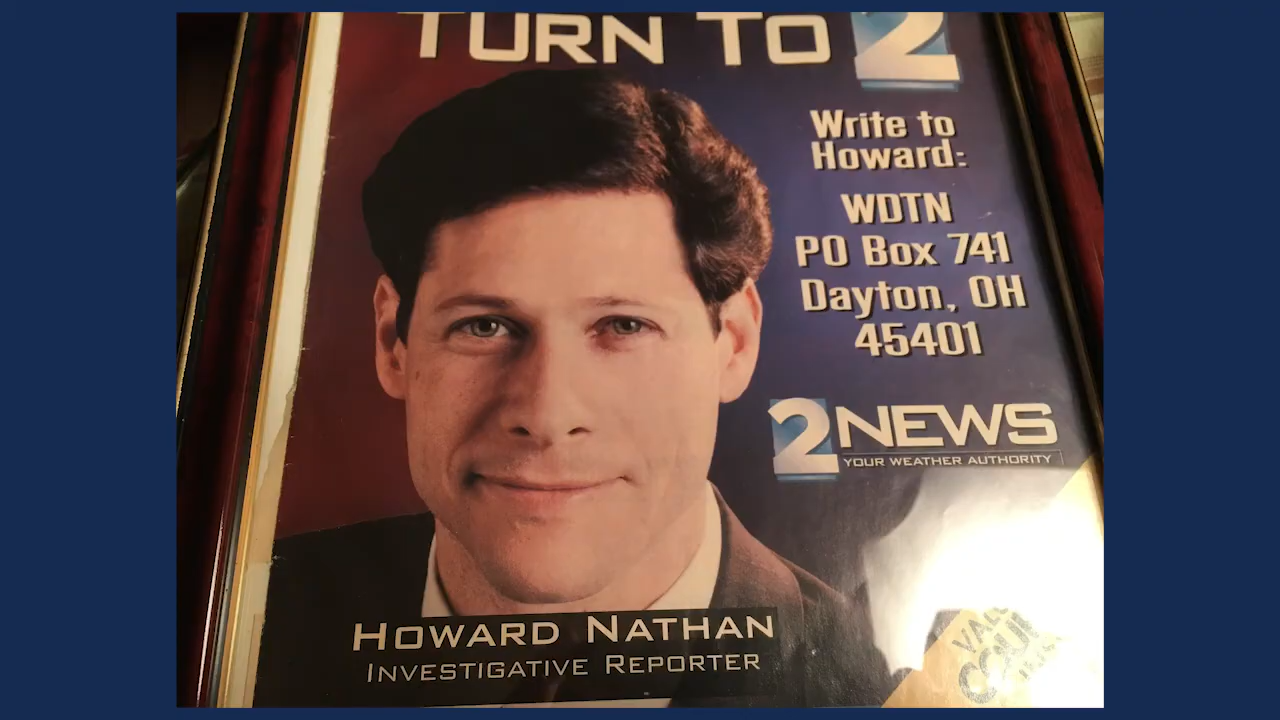 TURN TO 2
Write to
Howard:
WDTN
PO Box 741
Dayton, OH
45401
2NEWS
YOUR WEATHER AUTHORITY
HOWARD NATHAN
INVESTIGATIVE REPORTER